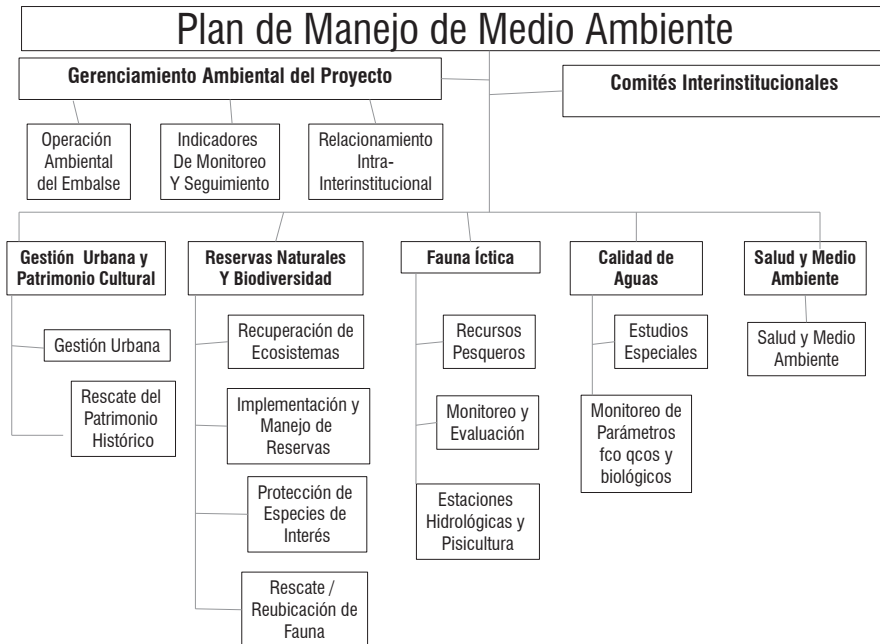 Plan de Manejo de Medio Ambiente
Gerenciamiento Ambiental del Proyecto
Comités Interinstitucionales
Operación
Ambiental
del Embalse
Indicadores
De Monitoreo
Y Seguimiento
Relacionamiento
Intra-
Interinstitucional
Gestión Urbana y
Patrimonio Cultural
Gestión Urbana
Rescate del
Patrimonio
Histórico
Reservas Naturales
Y Biodiversidad
Recuperación de
Ecosistemas
Implementación y
Manejo de
Reservas
Protección de
Especies de
Interés
Rescate /
Reubicación de
Fauna
Fauna Íctica
Recursos
Pesqueros
Monitoreo y
Evaluación
Estaciones
Hidrológicas y
Pisicultura
Calidad de
Aguas
Estudios
Especiales
Monitoreo de
Parámetros
fco qcos y
biológicos
Salud y Medio
Ambiente
Salud y Medio
Ambiente